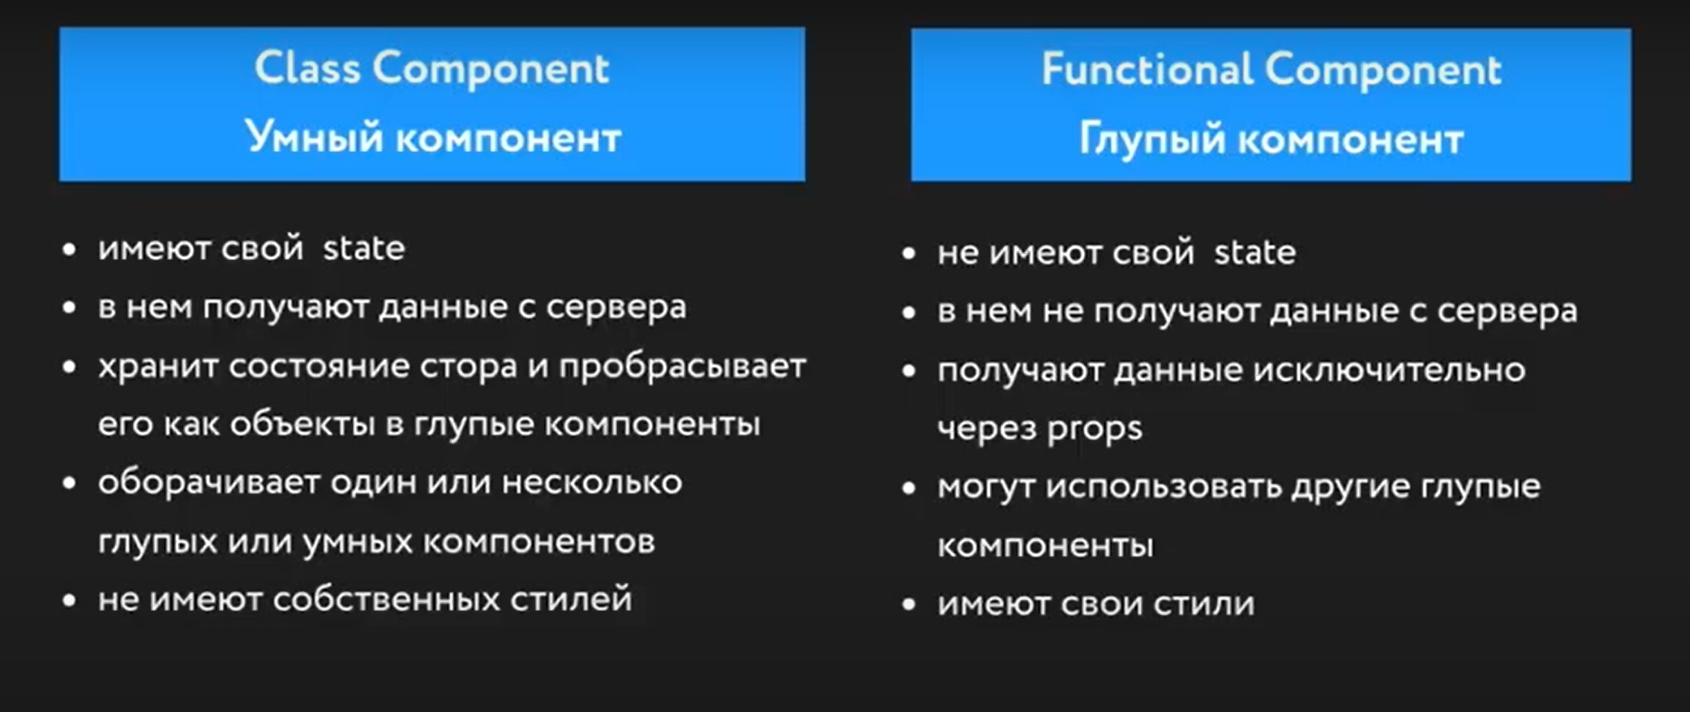 Class Component
Умный компонент
• имеют свой state
• в нем получают данные с сервера
• хранит состояние стора и пробрасывает
его как объекты в глупые компоненты
• оборачивает один или несколько
глупых или умных компонентов
• не имеют собственных стилей
Functional Component
Глупый компонент
• не имеют свой state
• в нем не получают данные с сервера
• получают данные исключительно
через props
• могут использовать другие глупые
компоненты
• имеют свои стили